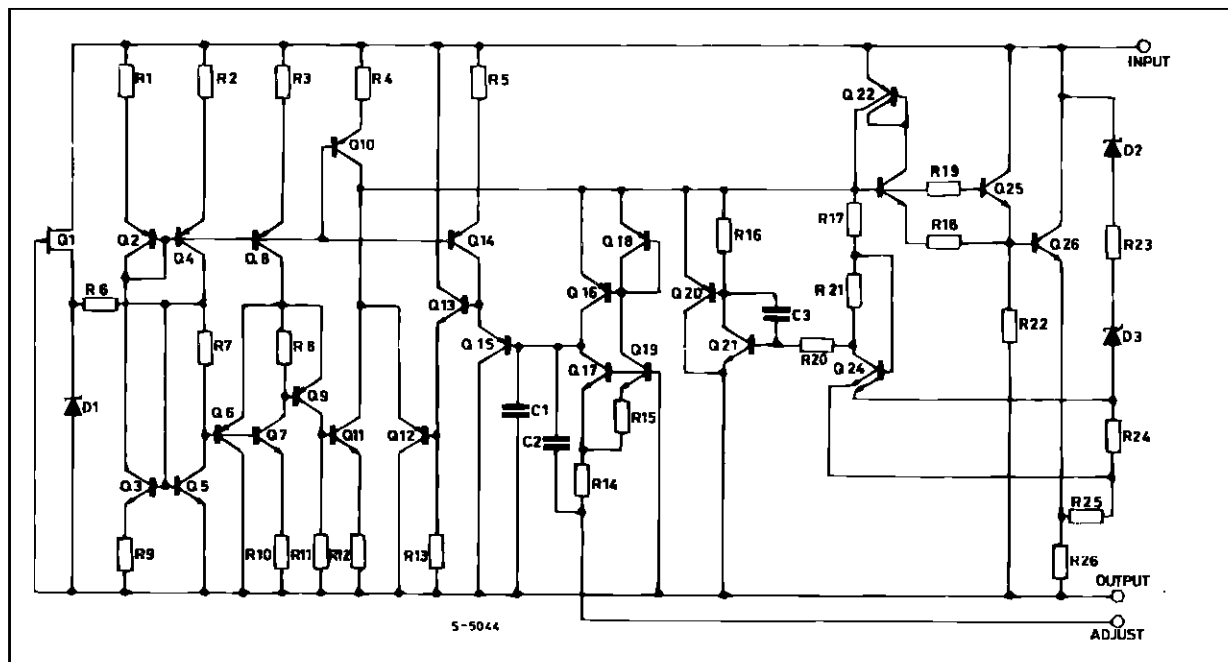 R1
R2
R3
R4
R5
INPUT
Q22
Q10
D2
R19
Q25
R17
R18
Q1
Q2
Q4
Q8
Q14
Q18
R16
Q26
R23
R6
Q13
Q16
Q20
C3
R21
R22
D3
R7
R8
Q15
Q17
Q19
Q21
R20
Q24
D1
Q6
Q9
C1
R15
R24
Q7
Q11
Q12
C2
Q3
Q5
R14
R25
R9
R10
R11
R12
R13
R26
OUTPUT
S-5044
ADJUST